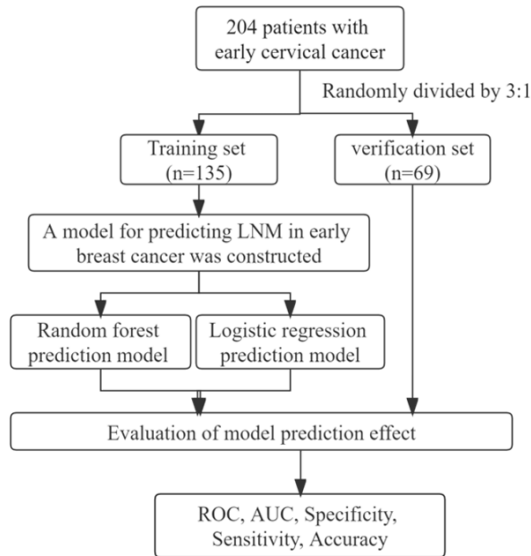 204 patients with
early cervical cancer
Randomly divided by 3:1
Training set
(n=135)
verification set
(n=69)
A model for predicting LNM in early
breast cancer was constructed
Random forest
prediction model
Logistic regression
prediction model
Evaluation of model prediction effect
ROC, AUC, Specificity,
Sensitivity, Accuracy